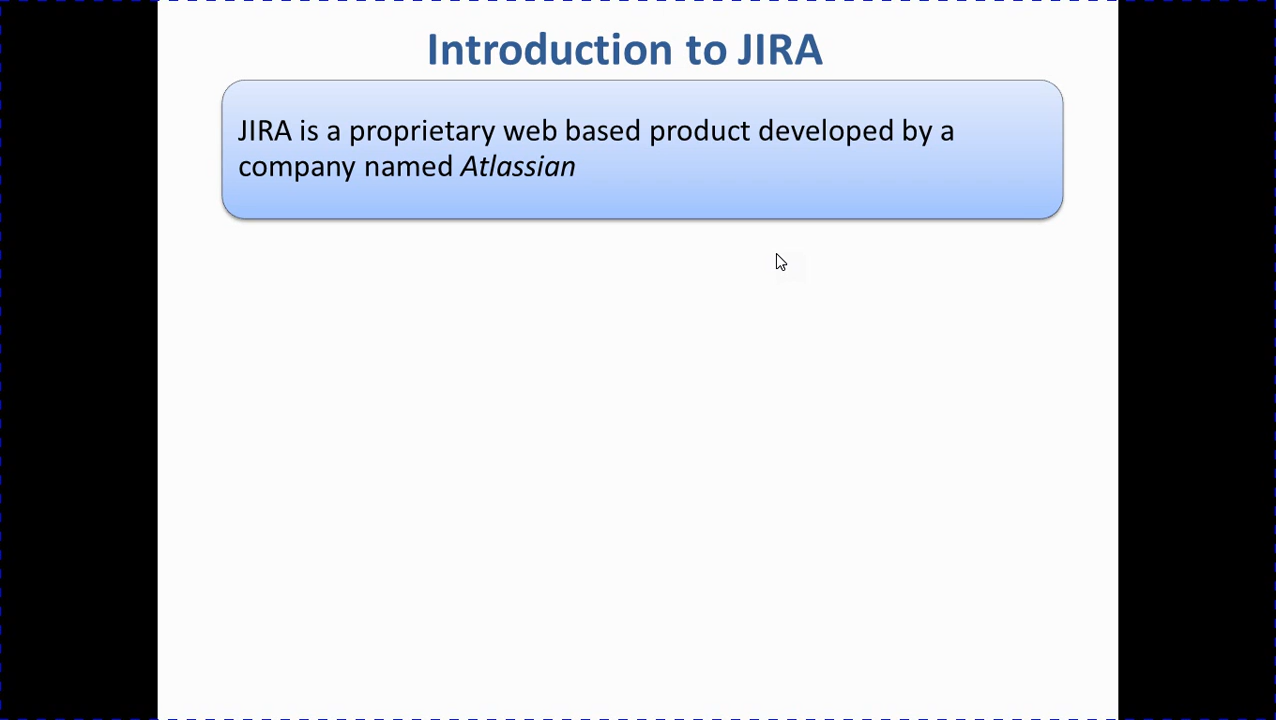 Introduction to JIRA
JIRA is a proprietary web based product developed by a
company named Atlassian